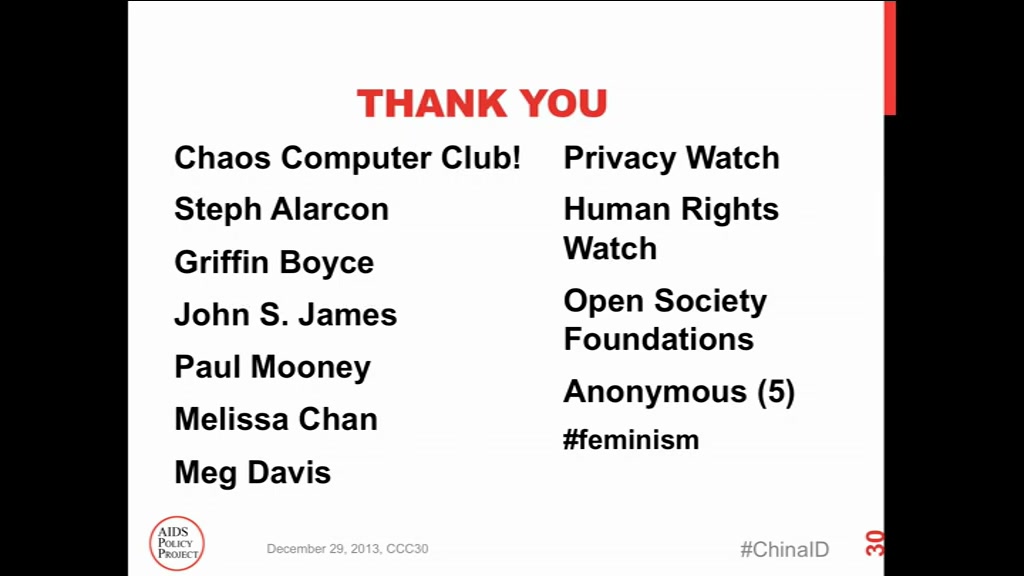 THANK YOU
Chaos Computer Club!
Steph Alarcon
Griffin Boyce
John S. James
Paul Mooney
Melissa Chan
Meg Davis
Privacy Watch
Human Rights
Watch
Open Society
Foundations
Anonymous (5)
#feminism
AIDS
POLICY
PROJECT
December 29, 2013, CCC30
#ChinaID
30